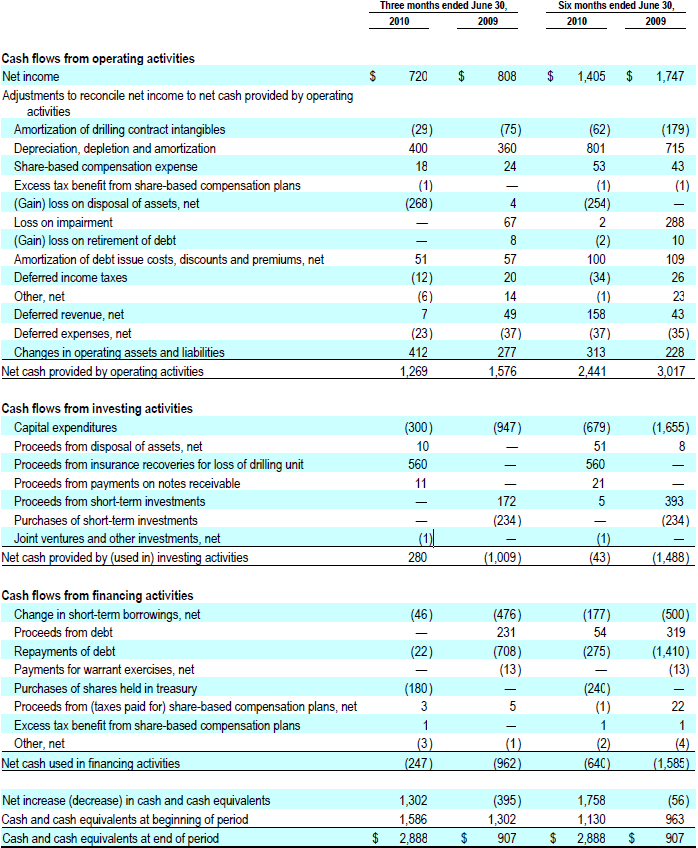 Three months ended June 30, Six months ended June 30,
2010 2009 2010 2009
Cash flows from operating activities
Net income $ 720 $ 808 $ 1,405 $ 1,747
Adjustments to reconcile net income to net cash provided by operating
activities
Amortization of drilling contract intangibles (29) (75) (62) (179)
Depreciation, depletion and amortization 400 360 801 715
Share-based compensation expense 18 24 53 43
Excess tax benefit from share-based compensation plans (1) — (1) (1)
(Gain) loss on disposal of assets, net (268) 4 (254) —
Loss on impairment — 67 2 288
(Gain) loss on retirement of debt — 8 (2) 10
Amortization of debt issue costs, discounts and premiums, net 51 57 100 109
Deferred income taxes (12) 20 (34) 26
Other, net (6) 14 (1) 23
Deferred revenue, net 7 49 158 43
Deferred expenses, net (23) (37) (37) (35)
Changes in operating assets and liabilities 412 277 313 228
Net cash provided by operating activities 1,269 1,576 2,441 3,017
Cash flows from investing activities
Capital expenditures (300) (947) (679) (1,655)
Proceeds from disposal of assets, net 10 — 51 8
Proceeds from insurance recoveries for loss of drilling unit 560 — 560 —
Proceeds from payments on notes receivable 11 — 21 —
Proceeds from short-term investments — 172 5 393
Purchases of short-term investments — (234) — (234)
Joint ventures and other investments, net (1) — (1) —
Net cash provided by (used in) investing activities 280 (1,009) (43) (1,488)
Cash flows from financing activities
Change in short-term borrowings, net (46) (476) (177) (500)
Proceeds from debt — 231 54 319
Repayments of debt (22) (708) (275) (1,410)
Payments for warrant exercises, net — (13) — (13)
Purchases of shares held in treasury (180) — (240) —
Proceeds from (taxes paid for) share-based compensation plans, net 3 5 (1) 22
Excess tax benefit from share-based compensation plans 1 — 1 1
Other, net (3) (1) (2) (4)
Net cash used in financing activities (247) (962) (640) (1,585)
Net increase (decrease) in cash and cash equivalents 1,302 (395) 1,758 (56)
Cash and cash equivalents at beginning of period 1,586 1,302 1,130 963
Cash and cash equivalents at end of period $ 2,888 $ 907 $ 2,888 $ 907